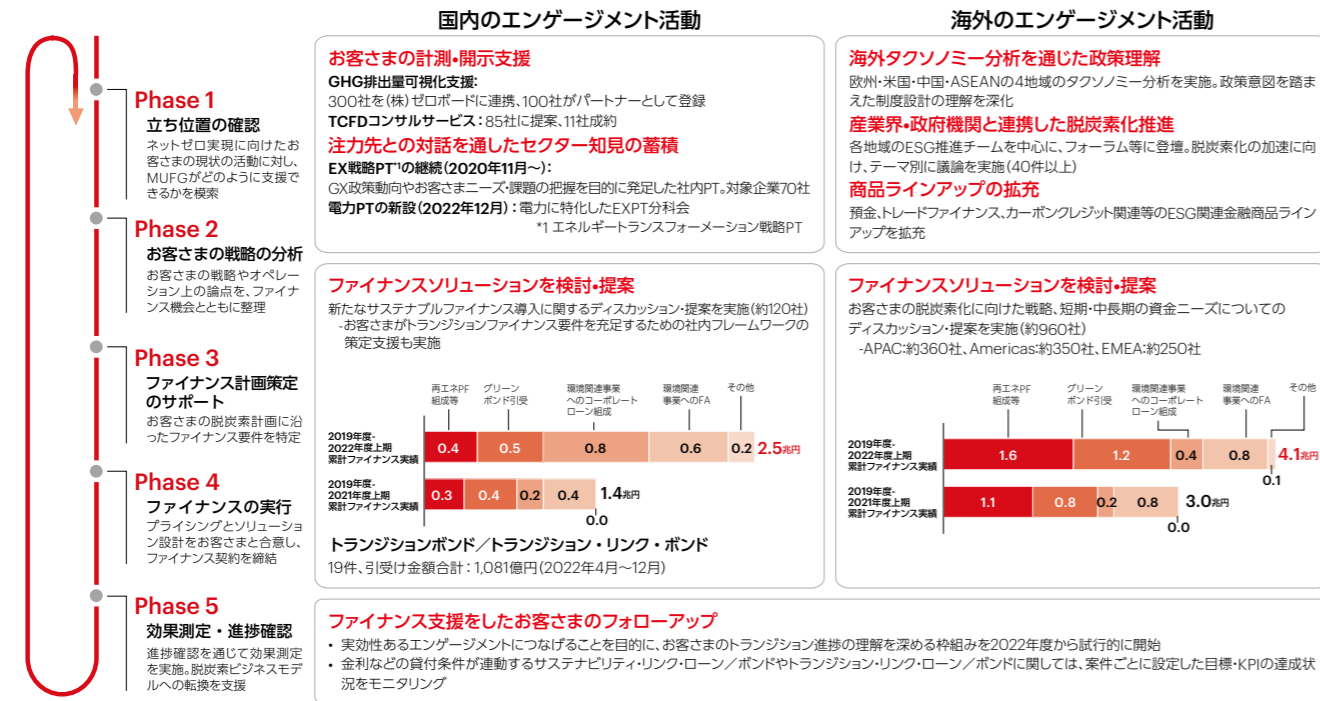 国内のエンゲージメント活動
海外のエンゲージメント活動
Phase 1
立ち位置の確認
ネットゼロ実現に向けたお
客さまの現状の活動に対し、
MUFGがどのように支援で
きるかを模索
Phase 2
お客さまの戦略の分析
お客さまの戦略やオペレー
ション上の論点を、ファイナ
ンス機会とともに整理
Phase 3
ファイナンス計画策定
のサポート
お客さまの脱炭素計画に沿
ったファイナンス要件を特定
Phase 4
ファイナンスの実行
プライシングとソリューショ
ン設計をお客さまと合意し、
ファイナンス契約を締結
Phase 5
効果測定・進捗確認
進捗確認を通じて効果測定
を実施。脱炭素ビジネスモデ
ルへの転換を支援
お客さまの計測・開示支援
GHG排出量可視化支援:
300社を(株)ゼロボードに連携、100社がパートナーとして登録
TCFDコンサルサービス:85社に提案、11社成約
注力先との対話を通したセクター知見の蓄積
EX戦略PT*1の継続(2020年11月~):
GX政策動向やお客さまニーズ・課題の把握を目的に発足した社内PT。対象企業70社
電力PTの新設(2022年12月):電力に特化したEXPT分科会
*1 エネルギートランスフォーメーション戦略PT
海外タクソノミー分析を通じた政策理解
欧州・米国・中国・ASEANの4地域のタクソノミー分析を実施。政策意図を踏ま
えた制度設計の理解を深化
産業界・政府機関と連携した脱炭素化推進
各地域のESG推進チームを中心に、フォーラム等に登壇。脱炭素化の加速に向
け、テーマ別に議論を実施(40件以上)
商品ラインアップの拡充
預金、トレードファイナンス、カーボンクレジット関連等のESG関連金融商品ライン
アップを拡充
ファイナンスソリューションを検討・提案
新たなサステナブルファイナンス導入に関するディスカッション・提案を実施(約120社)
-お客さまがトランジションファイナンス要件を充足するための社内フレームワークの
策定支援も実施
再エネPF
組成等
グリーン
ボンド引受
環境関連事業
へのコーポレート
ローン組成
環境関連
事業へのFA
その他
2019年度-
2022年度上期
累計ファイナンス実績
0.4 0.5 0.8 0.6 0.2 2.5兆円
2019年度-
2021年度上期
累計ファイナンス実績
0.3 0.4 0.2 0.4 1.4兆円
0.0
トランジションボンド/トランジション・リンク・ボンド
19件、引受け金額合計:1,081億円(2022年4月~12月)
ファイナンスソリューションを検討・提案
お客さまの脱炭素化に向けた戦略、短期・中長期の資金ニーズについての
ディスカッション・提案を実施(約960社)
-APAC:約360社、Americas:約350社、EMEA:約250社
再エネPF
組成等
グリーン
ボンド引受
環境関連事業
へのコーポレート
ローン組成
環境関連
事業へのFA
その他
2019年度-
2022年度上期
累計ファイナンス実績
1.6 1.2 0.4 0.8 4.1兆円
0.1
2019年度-
2021年度上期
累計ファイナンス実績
1.1 0.8 0.2 0.8 3.0兆円
0.0
ファイナンス支援をしたお客さまのフォローアップ
• 実効性あるエンゲージメントにつなげることを目的に、お客さまのトランジション進捗の理解を深める枠組みを2022年度から試行的に開始
• 金利などの貸付条件が連動するサステナビリティ・リンク・ローン/ボンドやトランジション・リンク・ローン/ボンドに関しては、案件ごとに設定した目標・KPIの達成状
況をモニタリング